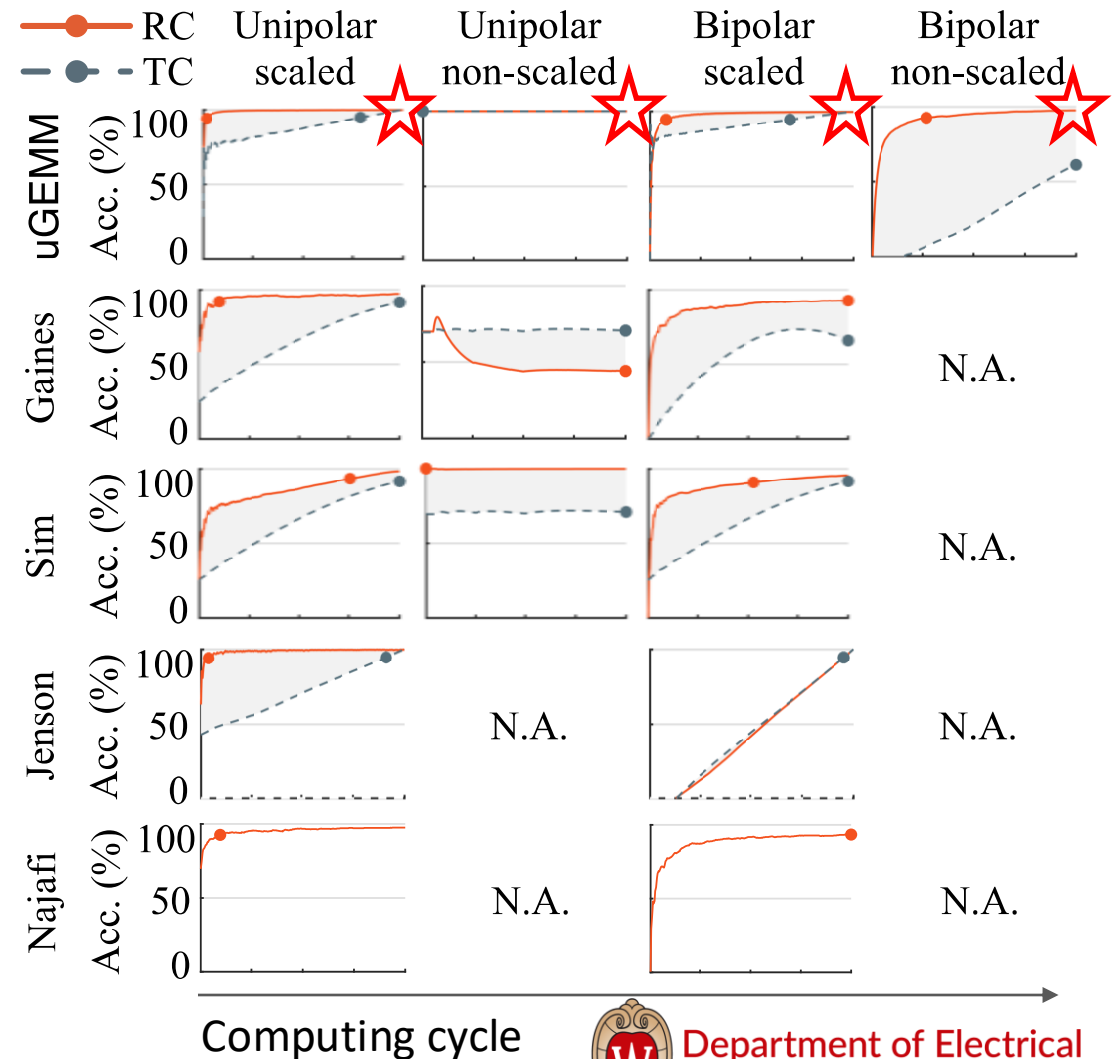 RC
TC
Unipolar
scaled
Unipolar
non-scaled
Bipolar
scaled
Bipolar
non-scaled
uGEMM
Acc. (%)
100
50
0
Gaines
Acc. (%)
100
50
0
N.A.
Sim
Acc. (%)
100
50
0
N.A.
Jenson
Acc. (%)
100
50
0
N.A.
N.A.
Najafi
Acc. (%)
100
50
0
N.A.
N.A.
Computing cycle
W
Department of Electrical